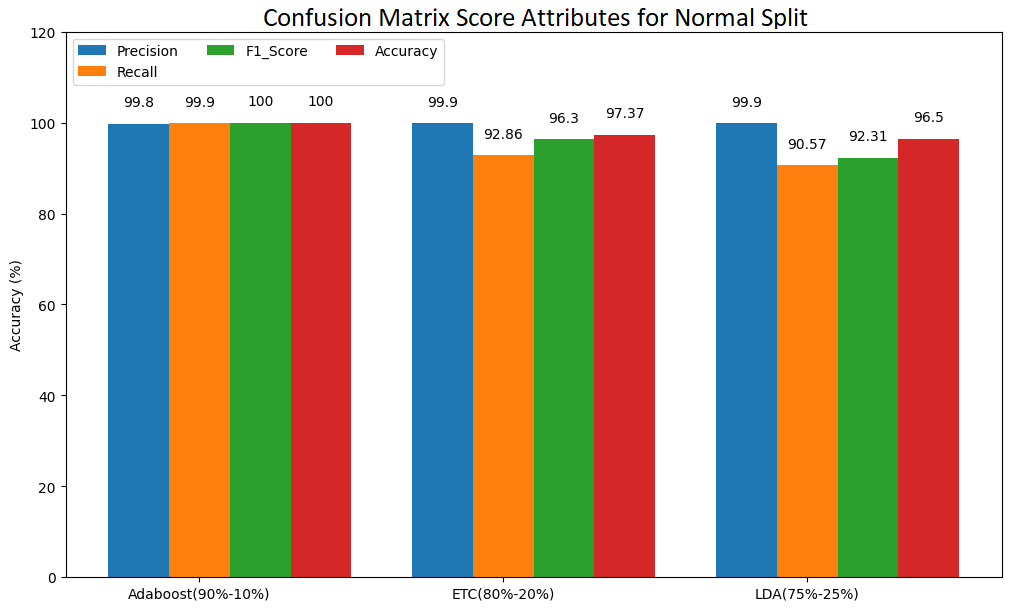 Confusion Matrix Score Attributes for Normal Split
120
100
80
60
40
20
0
Accuracy (%)
Precision F1_Score Accuracy
Recall
99.8 99.9 100 100 99.9 92.86 96.3 97.37 99.9 90.57 92.31 96.5
Adaboost(90%-10%) ETC(80%-20%) LDA(75%-25%)